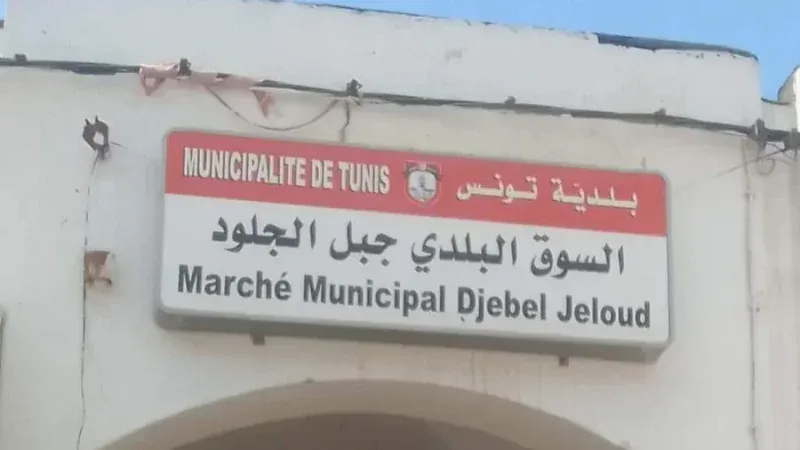 MUNICIPALITE DE TUNIS بلدية تونس
السوق البلدي جبل الجلود
Marché Municipal Djebel Jeloud